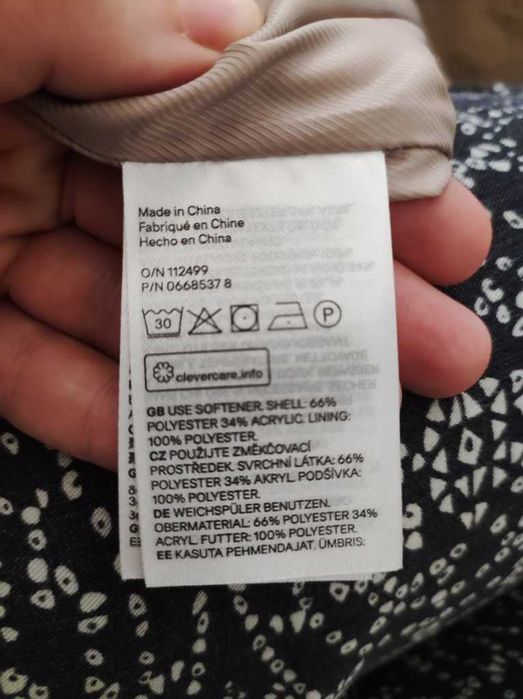 Made in China
Fabriqué en Chine
Hecho en China
O/N 112499
P/N 0668537 8
30
P
clevercare.info
GB USE SOFTENER. SHELL: 66%
POLYESTER 34% ACRYLIC. LINING:
100% POLYESTER.
CZ POUŽIJTE ZMĚKČOVACÍ
PROSTŘEDEK. SVRCHNÍ LÁTKA: 66%
POLYESTER 34% AKRYL. PODŠÍVKA:
100% POLYESTER.
DE WEICHSPÜLER BENUTZEN.
OBERMATERIAL: 66% POLYESTER 34%
ACRYL. FUTTER: 100% POLYESTER.
EE KASUTA PEHMENDAJAT. ÜMBRIS: